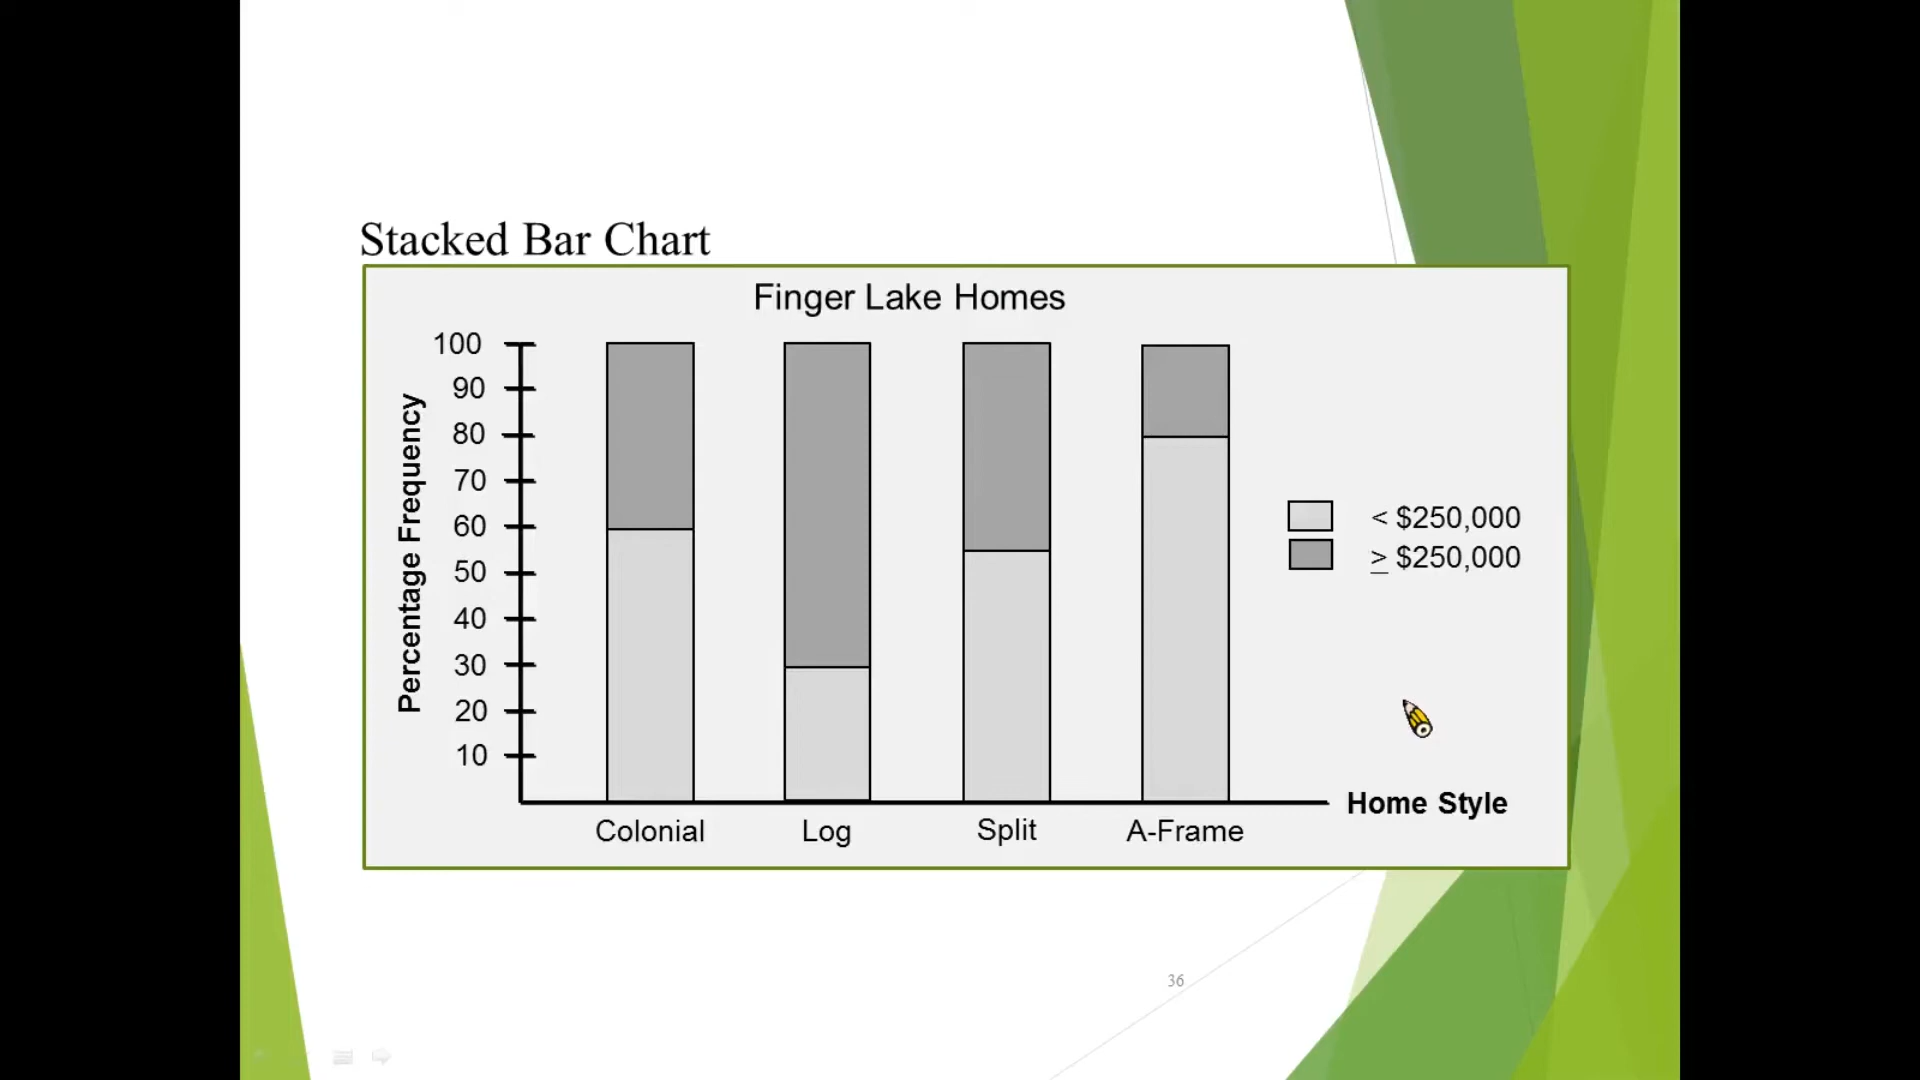 Stacked Bar Chart
Finger Lake Homes
Percentage Frequency
100
90
80
70
60
50
40
30
20
10
< $250,000
≥ $250,000
Home Style
Colonial Log Split A-Frame
36